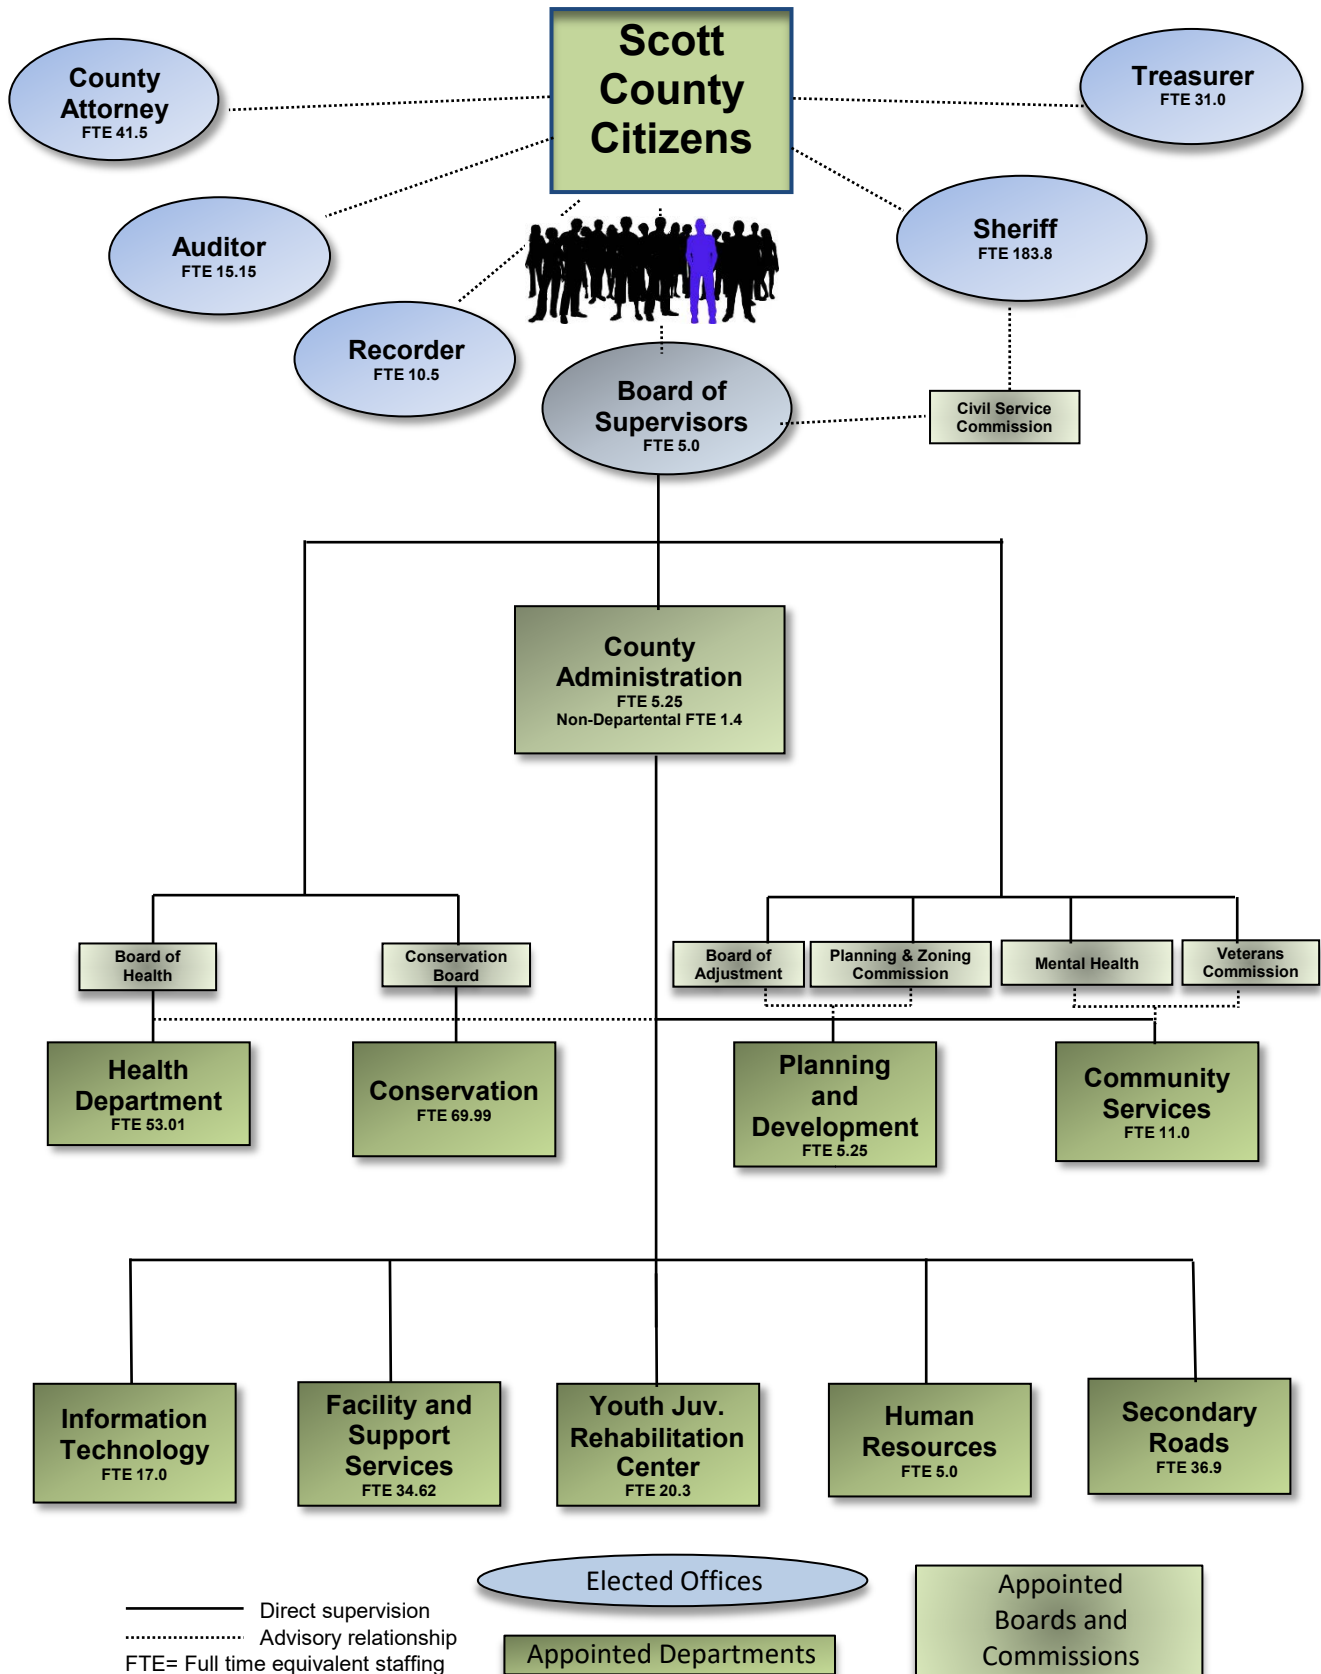 Scott
County
Citizens
County
Attorney
FTE 41.5
Treasurer
FTE 31.0
Auditor
FTE 15.15
Sheriff
FTE 183.8
Recorder
FTE 10.5
Board of
Supervisors
FTE 5.0
Civil Service
Commission
County
Administration
FTE 5.25
Non-Departental FTE 1.4
Board of
Health
Conservation
Board
Board of
Adjustment
Planning & Zoning
Commission
Mental Health
Veterans
Commission
Health
Department
FTE 53.01
Conservation
FTE 69.99
Planning
and
Development
FTE 5.25
Community
Services
FTE 11.0
Information
Technology
FTE 17.0
Facility and
Support
Services
FTE 34.62
Youth Juv.
Rehabilitation
Center
FTE 20.3
Human
Resources
FTE 5.0
Secondary
Roads
FTE 36.9
Direct supervision
Advisory relationship
FTE= Full time equivalent staffing
Elected Offices
Appointed Departments
Appointed
Boards and
Commissions